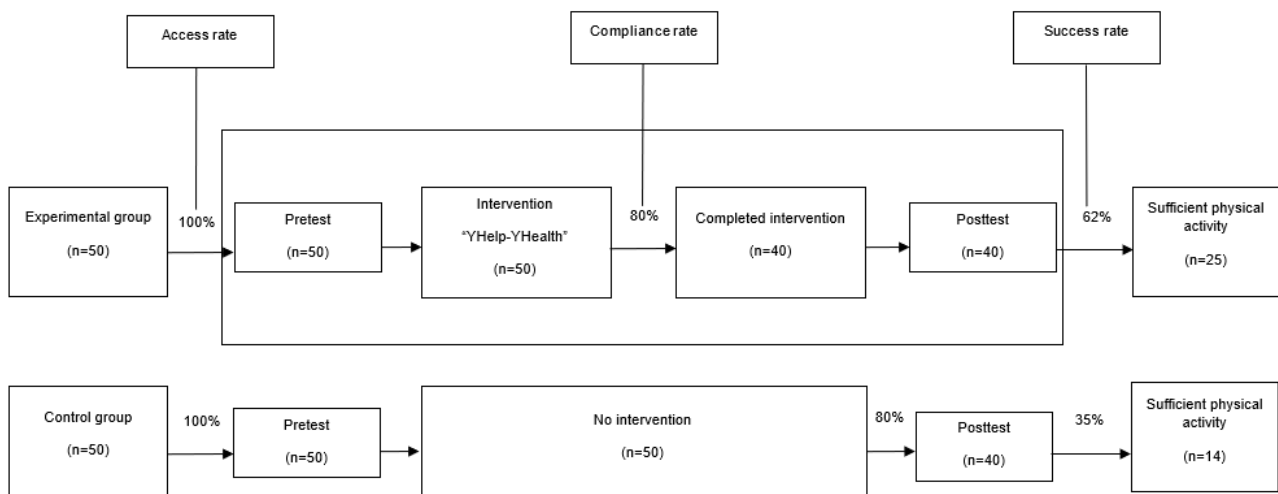 Access rate
Compliance rate
Success rate
Experimental group
(n=50)
100%
Pretest
(n=50)
Intervention
"YHelp-YHealth"
(n=50)
80%
Completed intervention
(n=40)
Posttest
(n=40)
62%
Sufficient physical
activity
(n=25)
Control group
(n=50)
100%
Pretest
(n=50)
No intervention
(n=50)
80%
Posttest
(n=40)
35%
Sufficient physical
activity
(n=14)